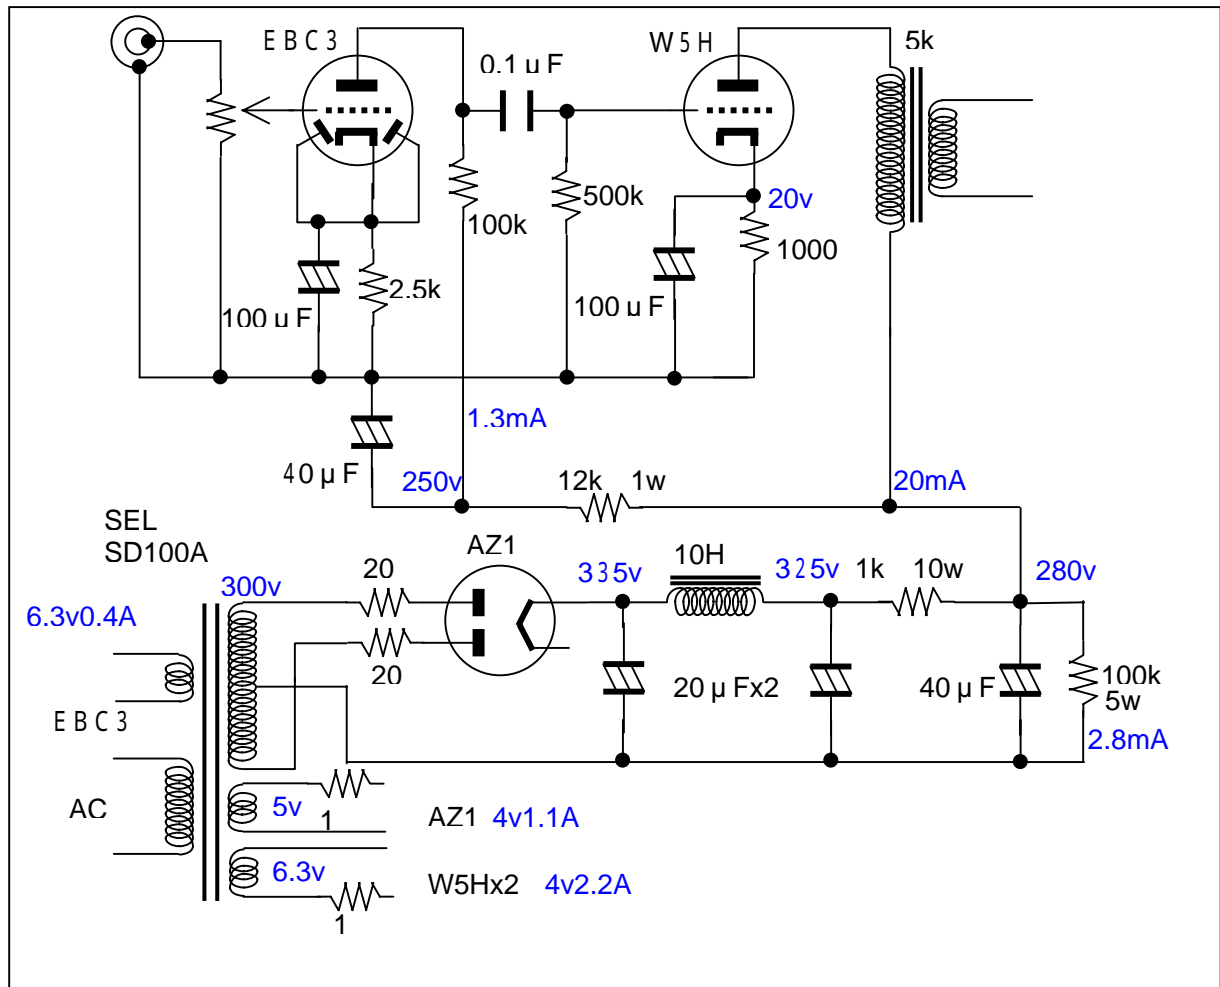 EBC3
W5H
5k
0.1μF
500k
100k
20v
1000
2.5k
100μF
100μF
1.3mA
40μF
250v
12k
1w
20mA
SEL
SD100A
AZ1
10H
20
300v
335v
325v
1k
10w
280v
6.3v0.4A
20
20μFx2
40μF
100k
5w
EBC3
2.8mA
AC
5v
1
AZ1
4v1.1A
6.3v
W5Hx2
4v2.2A
1